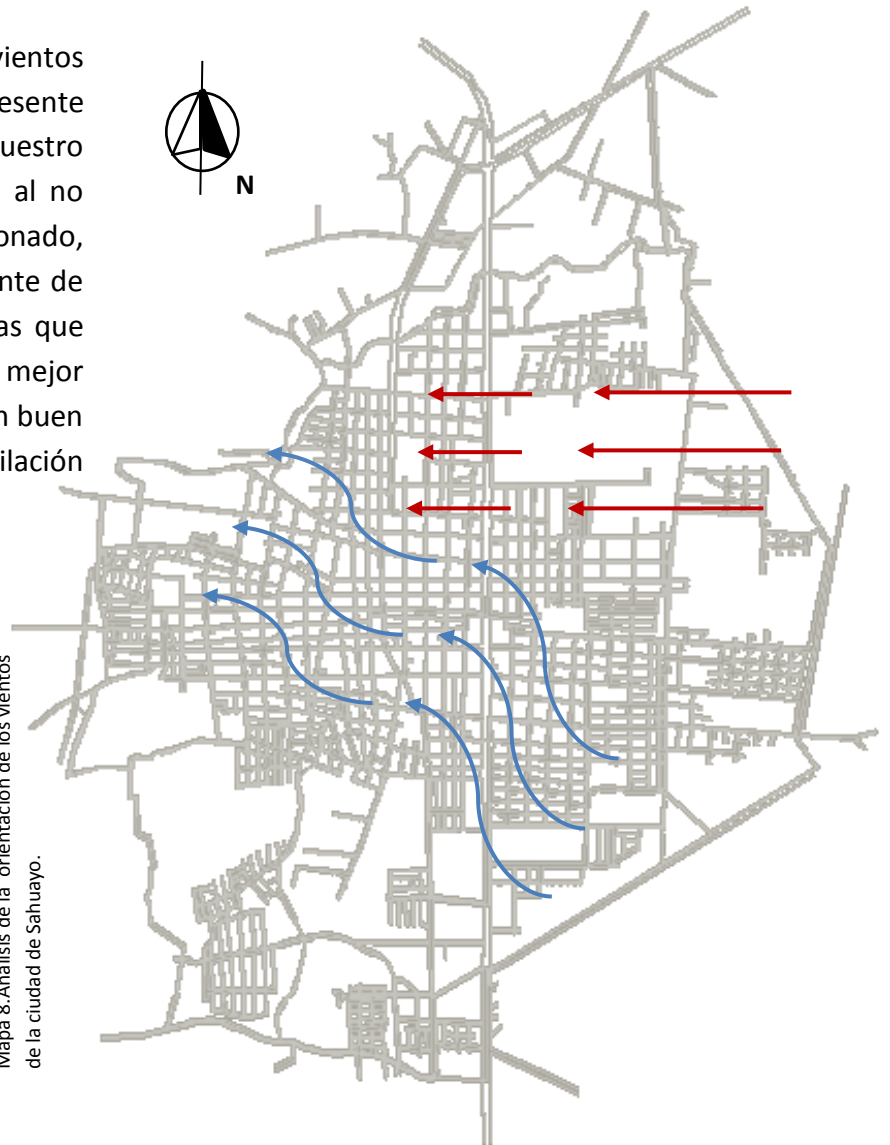 vientos
esente
uestro
al no
onado,
nte de
as que
mejor
n buen
ilación
N
Mapa 8.Análisis de la orientación de los vientos
de la ciudad de Sahuayo.